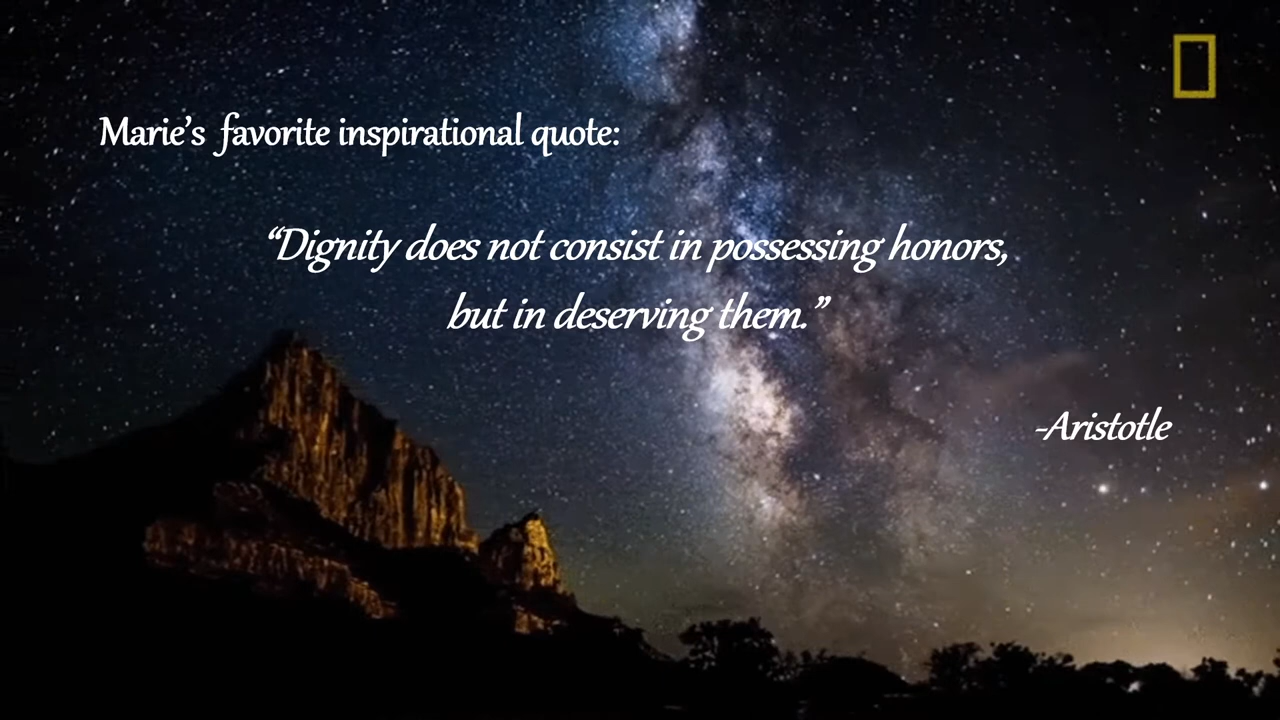 Marie’s favorite inspirational quote:
“Dignity does not consist in possessing honors,
but in deserving them.”
-Aristotle